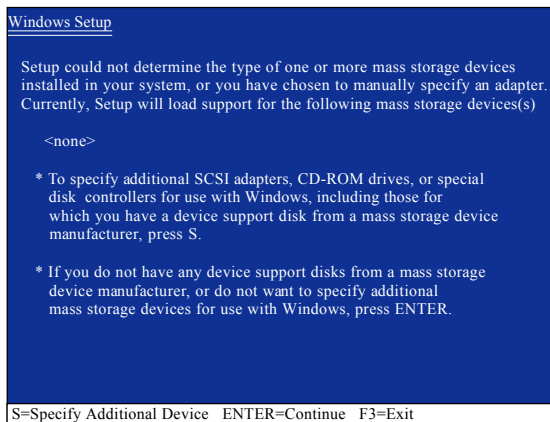 Windows Setup
Setup could not determine the type of one or more mass storage devices
installed in your system, or you have chosen to manually specify an adapter.
Currently, Setup will load support for the following mass storage devices(s)
<none>
* To specify additional SCSI adapters, CD-ROM drives, or special
disk controllers for use with Windows, including those for
which you have a device support disk from a mass storage device
manufacturer, press S.
* If you do not have any device support disks from a mass storage
device manufacturer, or do not want to specify additional
mass storage devices for use with Windows, press ENTER.
S=Specify Additional Device ENTER=Continue F3=Exit